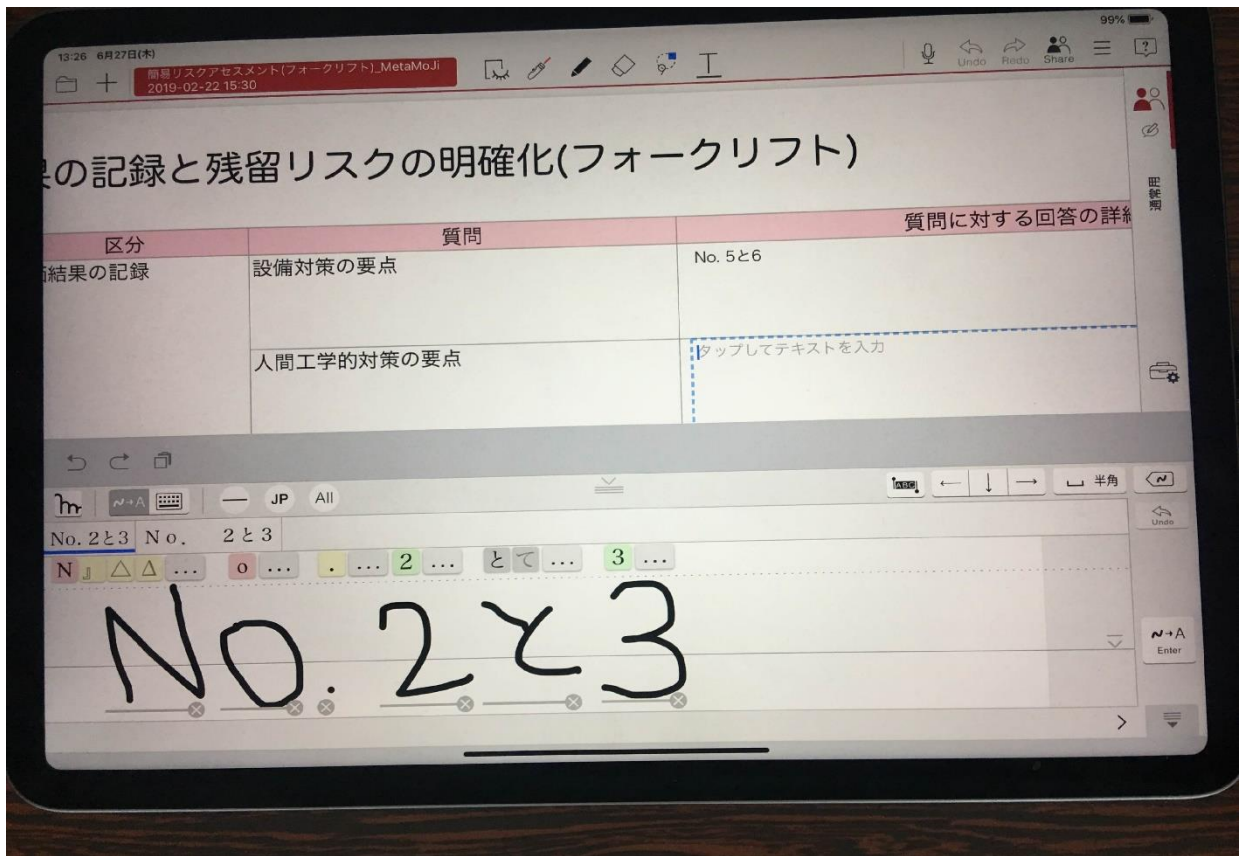 99%
13:26 6月27日(木)
簡易リスクアセスメント(フォークリフト)_MetaMoJi
2019-02-22 15:30
Undo Redo Share
の記録と残留リスクの明確化(フォークリフト)
通常用
区分 質問 質問に対する回答の詳細
結果の記録 設備対策の要点 No. 5と6
人間工学的対策の要点 タップしてテキストを入力
A JP All ABC 半角
Undo
No. 2と3 No. 2と3
N 』 △ Δ ... o ... . ... 2 ... と て ... 3 ...
No. 2と3
A
Enter